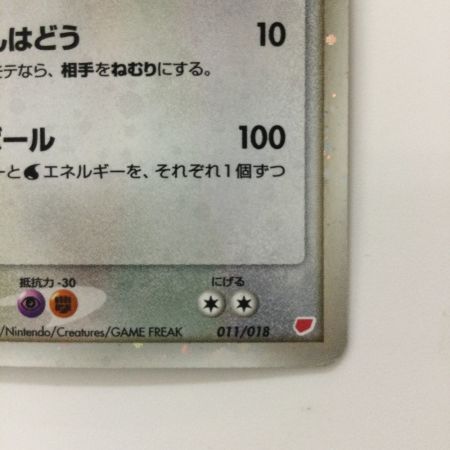 んはどう 10
モテなら、相手をねむりにする。
ボール 100
ーと エネルギーを、それぞれ1個ずつ
抵抗力 -30 にげる
/Nintendo/Creatures/GAME FREAK 011/018